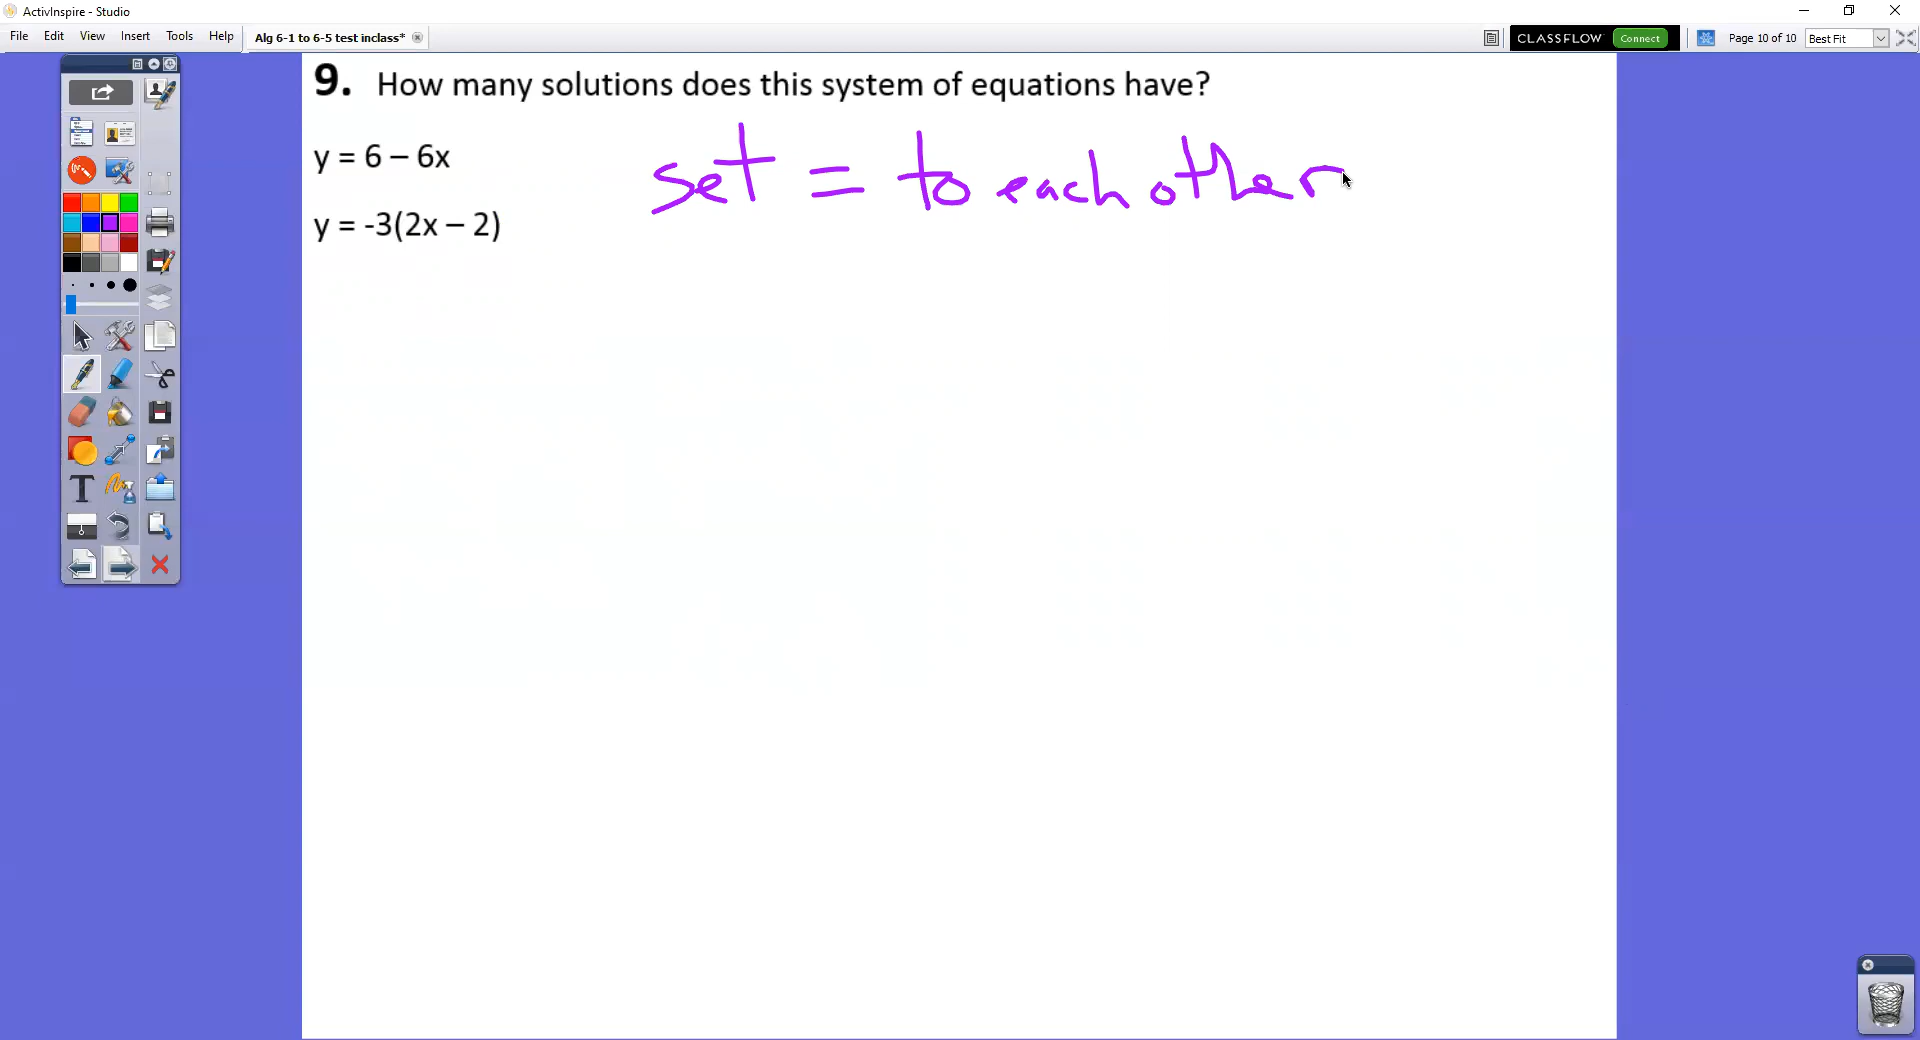 ActivInspire - Studio
File Edit View Insert Tools Help Alg 6-1 to 6-5 test inclass* CLASSFLOW Connect Page 10 of 10 Best Fit
9. How many solutions does this system of equations have?
y = 6 – 6x
set = to each other
y = -3(2x – 2)
T